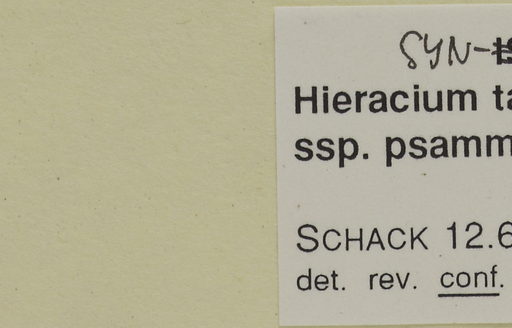 SYN-
Hieracium ta
ssp. psamm
SCHACK 12.6
det. rev. conf.